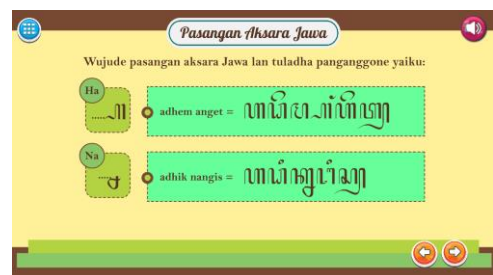 Pasangan Aksara Jawa
Wujude pasangan aksara Jawa lan tuladha panganggone yaiku:
Ha
adhem anget =
Na
adhik nangis =